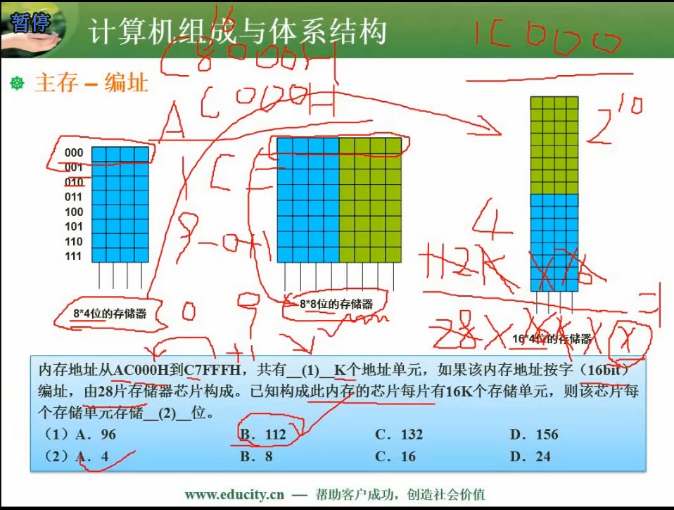 暂停
计算机组成与体系结构
主存 – 编址
000
001
010
011
100
101
110
111
8*4位的存储器
8*8位的存储器
16*4位的存储器
C8000H
C000H
1C000
2^10
112K X 16
28 X 16K X X
内存地址从AC000H到C7FFFH，共有__(1)__K个地址单元，如果该内存地址按字（16bit）
编址，由28片存储器芯片构成。已知构成此内存的芯片每片有16K个存储单元，则该芯片每
个存储单元存储__(2)__位。
（1）A．96 B．112 C．132 D．156
（2）A．4 B．8 C．16 D．24
www.educity.cn — 帮助客户成功，创造社会价值